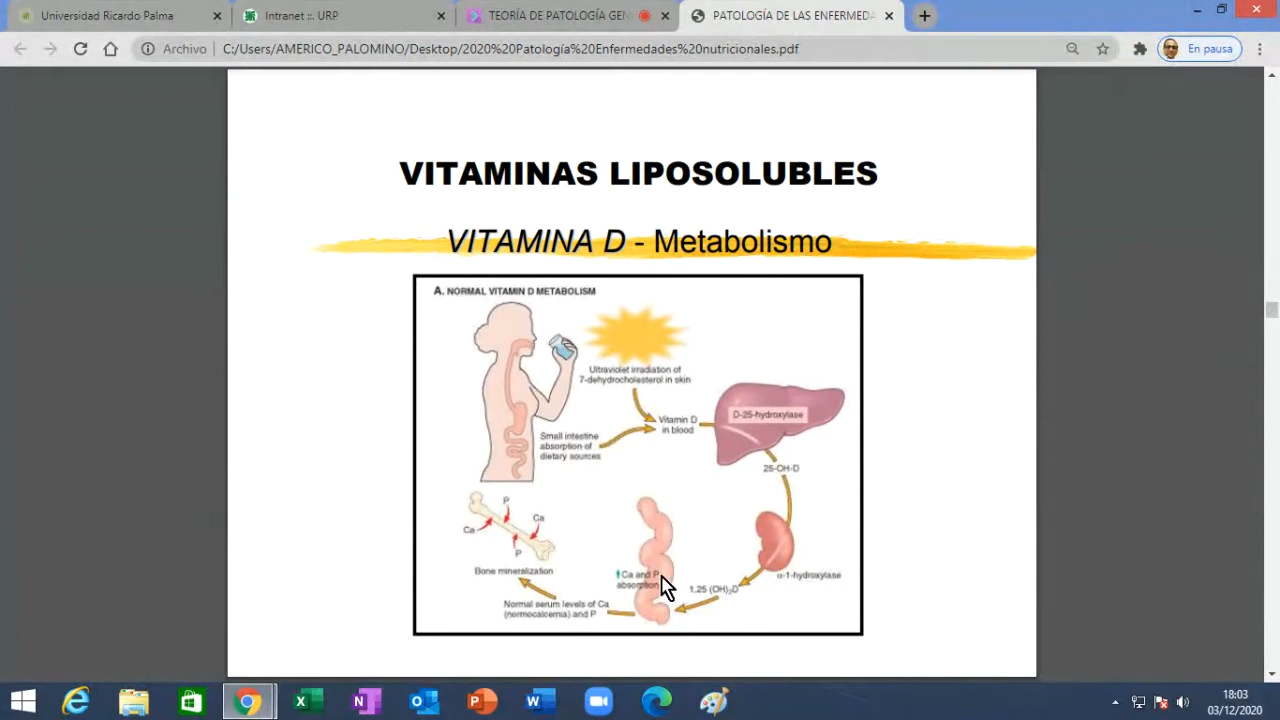 Universidad Ricardo Palma
Intranet :: URP
TEORÍA DE PATOLOGÍA GEN
PATOLOGÍA DE LAS ENFERMEDA
Archivo
C:/Users/AMERICO_PALOMINO/Desktop/2020%20Patología%20Enfermedades%20nutricionales.pdf
En pausa
VITAMINAS LIPOSOLUBLES
VITAMINA D - Metabolismo
A. NORMAL VITAMIN D METABOLISM
Ultraviolet irradiation of
7-dehydrocholesterol in skin
Vitamin D
in blood
D-25-hydroxylase
Small intestine
absorption of
dietary sources
25-OH-D
P
Ca
Ca
P
Bone mineralization
Ca and P
absorption
α-1-hydroxylase
1,25 (OH)₂D
Normal serum levels of Ca
(normocalcemia) and P
18:03
03/12/2020